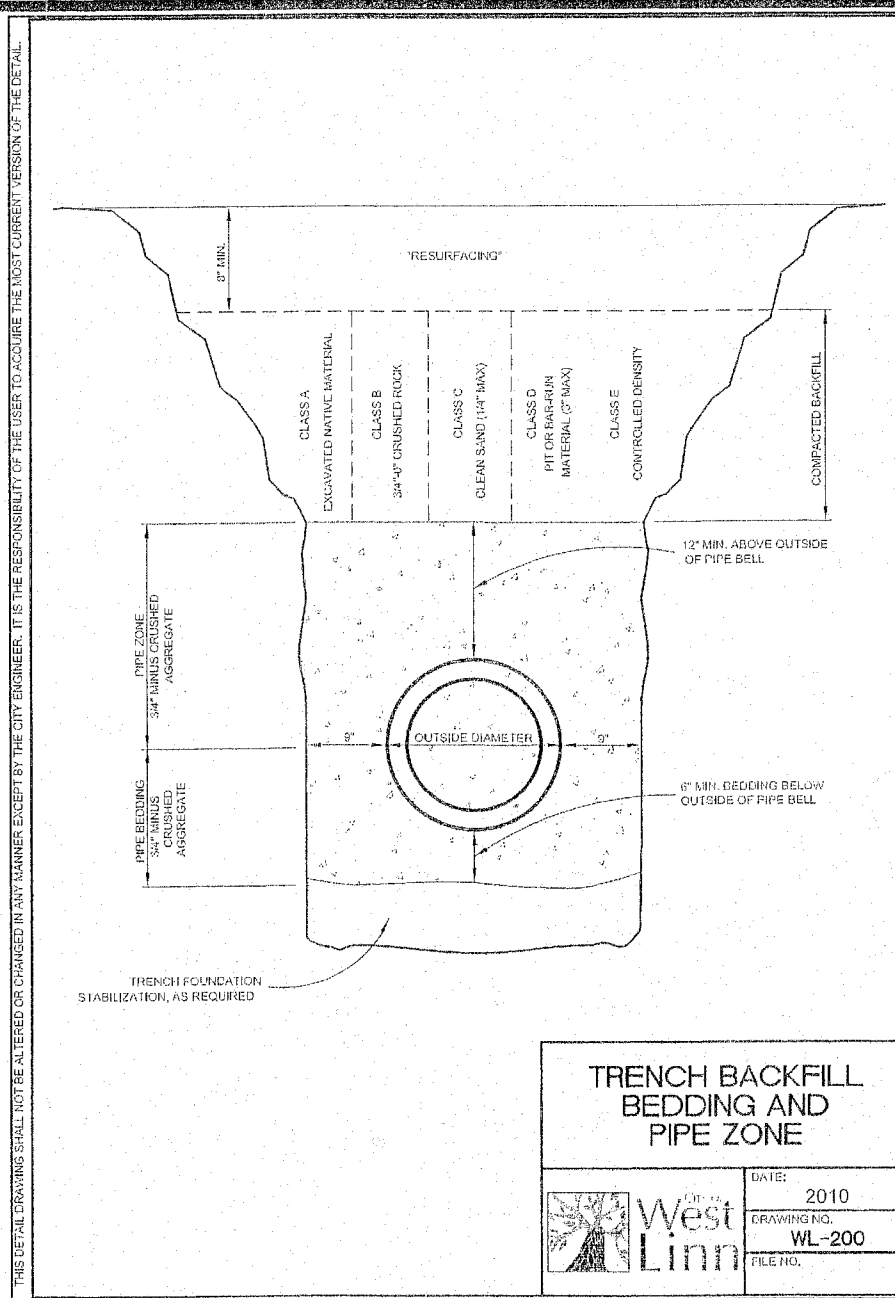 THIS DETAIL DRAWING SHALL NOT BE ALTERED OR CHANGED IN ANY MANNER EXCEPT BY THE CITY ENGINEER. IT IS THE RESPONSIBILITY OF THE USER TO ACQUIRE THE MOST CURRENT VERSION OF THE DETAIL.
8" MIN.
"RESURFACING"
CLASS A
EXCAVATED NATIVE MATERIAL
CLASS B
3/4"-0" CRUSHED ROCK
CLASS C
CLEAN SAND (1/4" MAX)
CLASS D
PIT OR BAR-RUN
MATERIAL (3" MAX)
CLASS E
CONTROLLED DENSITY
COMPACTED BACKFILL
12" MIN. ABOVE OUTSIDE
OF PIPE BELL
PIPE ZONE
3/4" MINUS CRUSHED
AGGREGATE
9"
OUTSIDE DIAMETER
9"
PIPE BEDDING
3/4" MINUS
CRUSHED
AGGREGATE
6" MIN. BEDDING BELOW
OUTSIDE OF PIPE BELL
TRENCH FOUNDATION
STABILIZATION, AS REQUIRED
TRENCH BACKFILL
BEDDING AND
PIPE ZONE
City of
West
Linn
DATE:
2010
DRAWING NO.
WL-200
FILE NO.